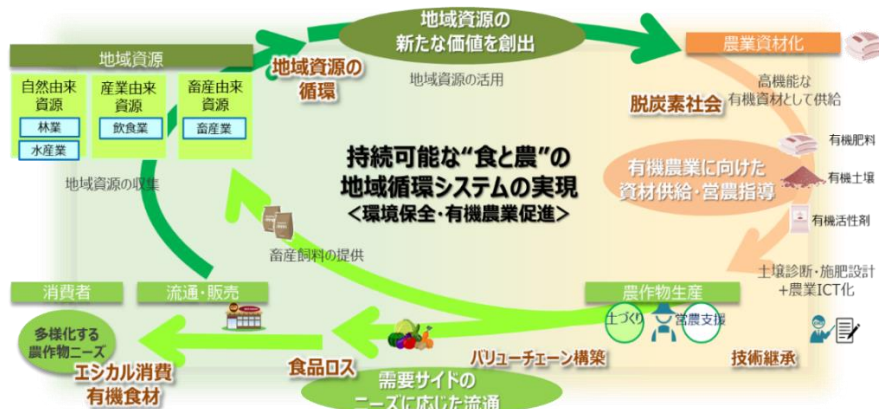 地域資源の
新たな価値を創出
地域資源の活用
地域資源
自然由来
資源
林業
水産業
産業由来
資源
飲食業
畜産由来
資源
畜産業
地域資源の
循環
農業資材化
高機能な
有機資材として供給
脱炭素社会
有機肥料
有機土壌
有機活性剤
有機農業に向けた
資材供給・営農指導
持続可能な“食と農”の
地域循環システムの実現
<環境保全・有機農業促進>
地域資源の収集
畜産飼料の提供
土壌診断・施肥設計
+農業ICT化
消費者
流通・販売
農作物生産
土づくり
営農支援
多様化する
農作物ニーズ
エシカル消費
有機食材
食品ロス
バリューチェーン構築
技術継承
需要サイドの
ニーズに応じた流通